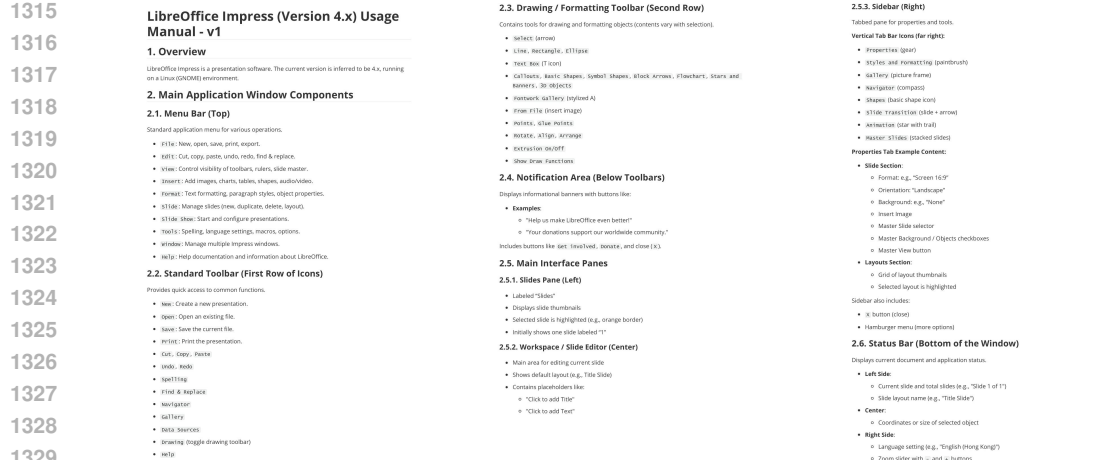 1315
1316
1317
1318
1319
1320
1321
1322
1323
1324
1325
1326
1327
1328
1329
LibreOffice Impress (Version 4.x) Usage
Manual - v1
1. Overview
LibreOffice Impress is a presentation software. The current version is inferred to be 4.x, running
on a Linux (GNOME) environment.
2. Main Application Window Components
2.1. Menu Bar (Top)
Standard application menu for various operations.
• File: New, open, save, print, export.
• Edit: Cut, copy, paste, undo, redo, find & replace.
• View: Control visibility of toolbars, rulers, slide master.
• Insert: Add images, charts, tables, shapes, audio/video.
• Format: Text formatting, paragraph styles, object properties.
• Slide: Manage slides (new, duplicate, delete, layout).
• Slide Show: Start and configure presentations.
• Tools: Spelling, language settings, macros, options.
• Window: Manage multiple Impress windows.
• Help: Help documentation and information about LibreOffice.
2.2. Standard Toolbar (First Row of Icons)
Provides quick access to common functions.
• New: Create a new presentation.
• Open: Open an existing file.
• Save: Save the current file.
• Print: Print the presentation.
• Cut, Copy, Paste
• Undo, Redo
• Spelling
• Find & Replace
• Navigator
• Gallery
• Data Sources
• Drawing (toggle drawing toolbar)
• Help
2.3. Drawing / Formatting Toolbar (Second Row)
Contains tools for drawing and formatting objects (contents vary with selection).
• Select (arrow)
• Line, Rectangle, Ellipse
• Text Box (T icon)
• Callouts, Basic Shapes, Symbol Shapes, Block Arrows, Flowchart, Stars and
Banners, 3D Objects
• Fontwork Gallery (stylized A)
• From File (insert image)
• Points, Glue Points
• Rotate, Align, Arrange
• Extrusion On/Off
• Show Draw Functions
2.4. Notification Area (Below Toolbars)
Displays informational banners with buttons like:
• Examples:
◦ "Help us make LibreOffice even better!"
◦ "Your donations support our worldwide community."
Includes buttons like Get involved, Donate, and close (X).
2.5. Main Interface Panes
2.5.1. Slides Pane (Left)
• Labeled "Slides"
• Displays slide thumbnails
• Selected slide is highlighted (e.g., orange border)
• Initially shows one slide labeled "1"
2.5.2. Workspace / Slide Editor (Center)
• Main area for editing current slide
• Shows default layout (e.g., Title Slide)
• Contains placeholders like:
◦ "Click to add Title"
◦ "Click to add Text"
2.5.3. Sidebar (Right)
Tabbed pane for properties and tools.
Vertical Tab Bar Icons (far right):
• Properties (gear)
• Styles and Formatting (paintbrush)
• Gallery (picture frame)
• Navigator (compass)
• Shapes (basic shape icon)
• Slide Transition (slide + arrow)
• Animation (star with trail)
• Master Slides (stacked slides)
Properties Tab Example Content:
• Slide Section:
◦ Format: e.g., "Screen 16:9"
◦ Orientation: "Landscape"
◦ Background: e.g., "None"
◦ Insert Image
◦ Master Slide selector
◦ Master Background / Objects checkboxes
◦ Master View button
• Layouts Section:
◦ Grid of layout thumbnails
◦ Selected layout is highlighted
Sidebar also includes:
• X button (close)
• Hamburger menu (more options)
2.6. Status Bar (Bottom of the Window)
Displays current document and application status.
• Left Side:
◦ Current slide and total slides (e.g., "Slide 1 of 1")
◦ Slide layout name (e.g., "Title Slide")
• Center:
◦ Coordinates or size of selected object
• Right Side:
◦ Language setting (e.g., "English (Hong Kong)")
◦ Zoom slider with - and + buttons